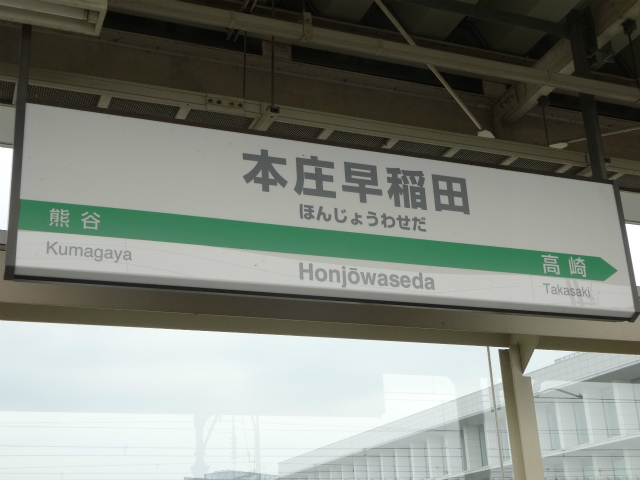 本庄早稲田
ほんじょうわせだ
熊谷
高崎
Kumagaya
Honjōwaseda
Takasaki